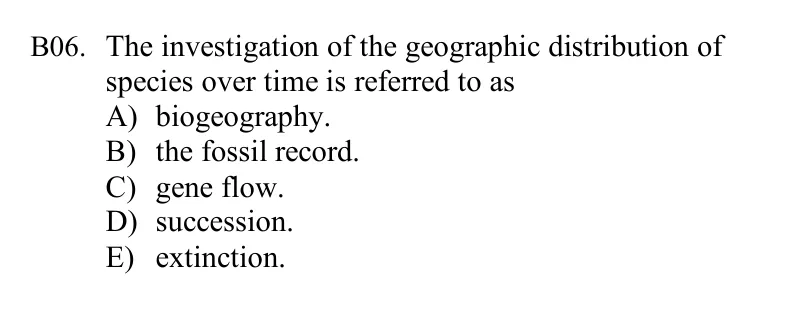 B06. The investigation of the geographic distribution of
species over time is referred to as
A) biogeography.
B) the fossil record.
C) gene flow.
D) succession.
E) extinction.